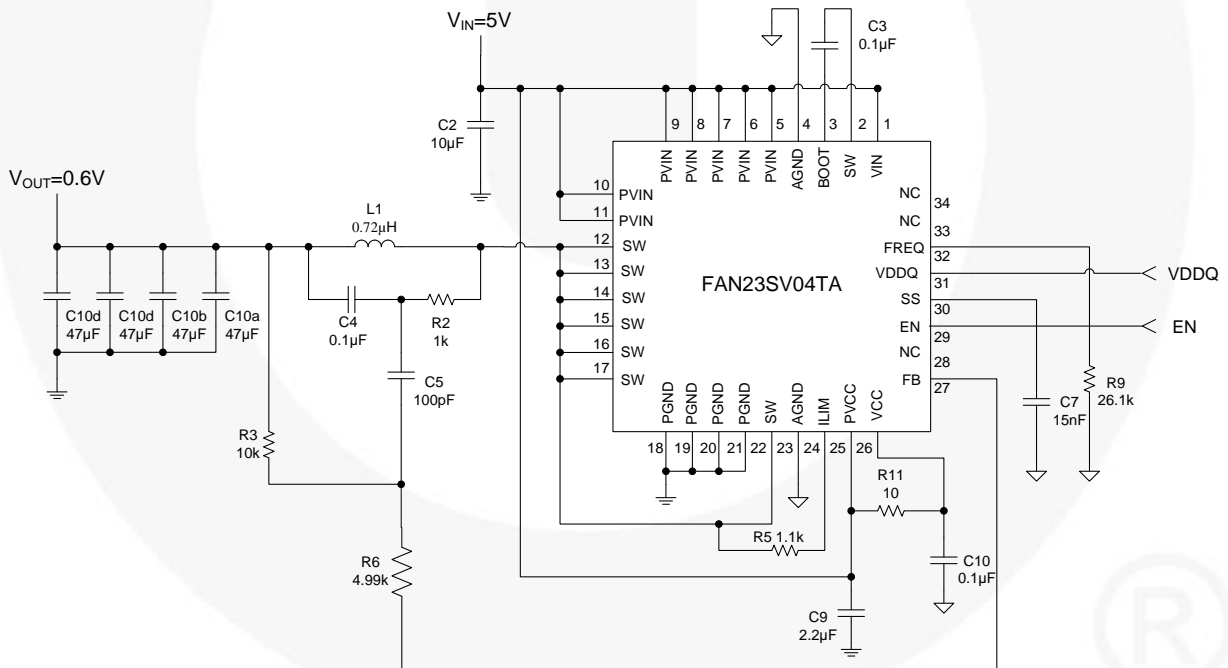 V_IN=5V
C3
0.1µF
C2
10µF
9
8
7
6
5
4
3
2
1
PVIN
PVIN
PVIN
PVIN
PVIN
AGND
BOOT
SW
VIN
V_OUT=0.6V
10
PVIN
11
PVIN
12
SW
13
SW
14
SW
15
SW
16
SW
17
SW
NC
34
NC
33
FREQ
32
VDDQ
31
SS
30
EN
29
NC
28
FB
27
FAN23SV04TA
VDDQ
EN
L1
0.72µH
C4
0.1µF
R2
1k
C10d
47µF
C10d
47µF
C10b
47µF
C10a
47µF
C5
100pF
R3
10k
R6
4.99k
PGND
PGND
PGND
PGND
SW
AGND
ILIM
PVCC
VCC
18
19
20
21
22
23
24
25
26
C7
15nF
R9
26.1k
R11
10
R5 1.1k
C10
0.1µF
C9
2.2µF
®